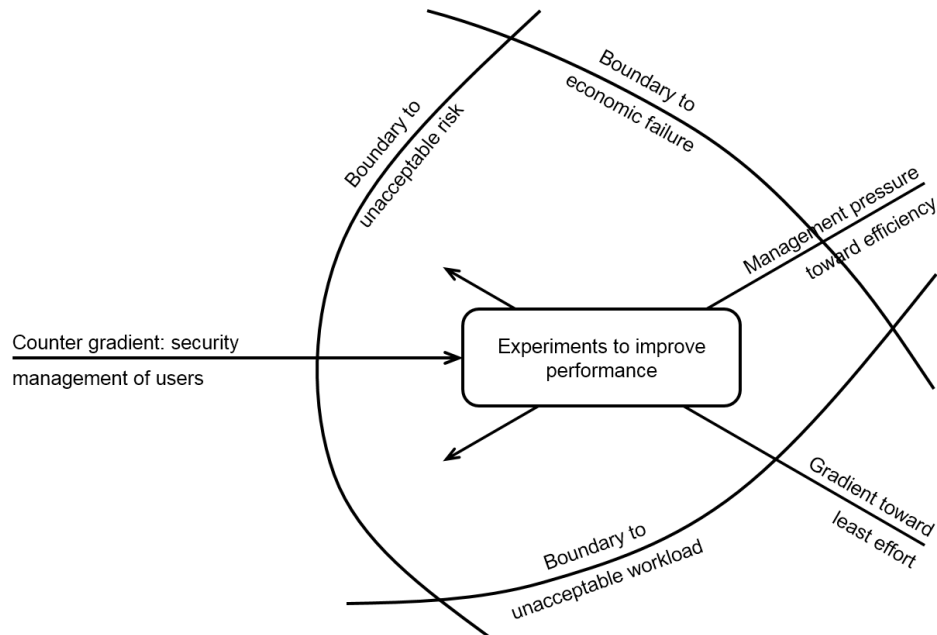 Boundary to
economic failure
Boundary to
unacceptable risk
Management pressure
toward efficiency
Counter gradient: security
management of users
Experiments to improve
performance
Gradient toward
least effort
Boundary to
unacceptable workload